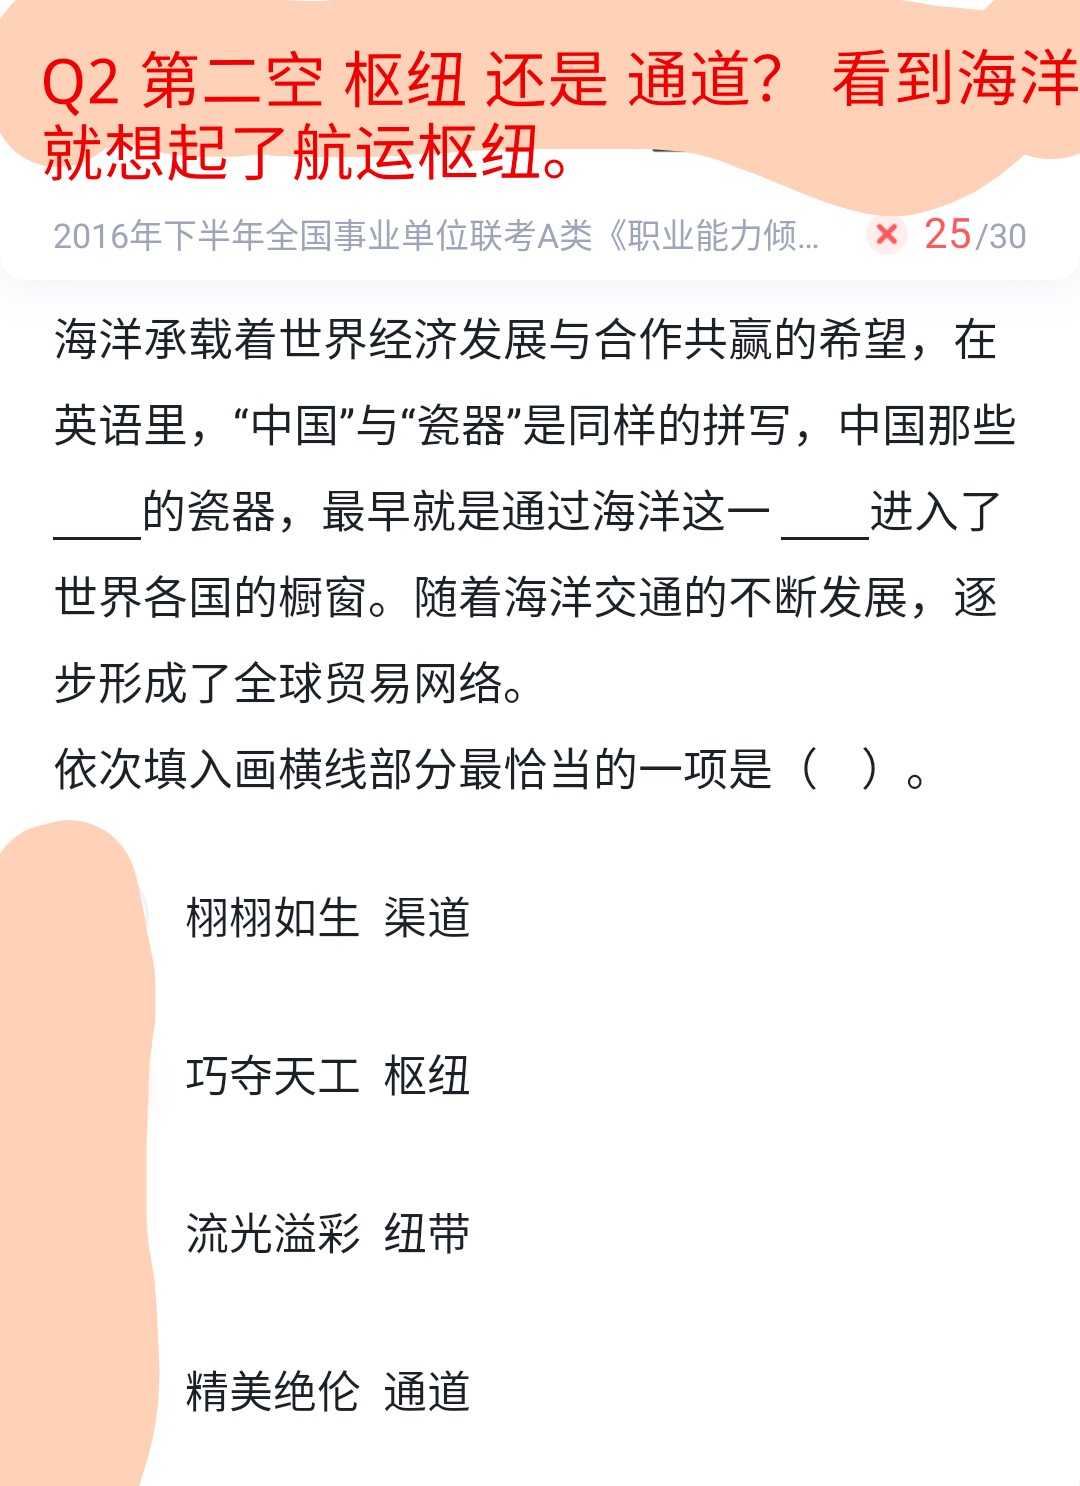 Q2 第二空 枢纽 还是 通道？ 看到海洋
就想起了航运枢纽。
2016年下半年全国事业单位联考A类《职业能力倾... 25/30
海洋承载着世界经济发展与合作共赢的希望，在
英语里，“中国”与“瓷器”是同样的拼写，中国那些
____的瓷器，最早就是通过海洋这一 ____进入了
世界各国的橱窗。随着海洋交通的不断发展，逐
步形成了全球贸易网络。
依次填入画横线部分最恰当的一项是（　）。
栩栩如生 渠道
巧夺天工 枢纽
流光溢彩 纽带
精美绝伦 通道